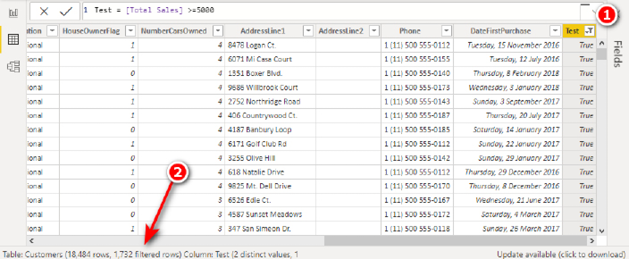 1 Test = [Total Sales] >=5000
1
tion HouseOwnerFlag NumberCarsOwned AddressLine1 AddressLine2 Phone DateFirstPurchase Test
ional 1 4 8478 Logan Ct. 1 (11) 500 555-0112 Tuesday, 15 November 2016 True
ional 1 4 6071 Mi Casa Court 1 (11) 500 555-0155 Tuesday, 12 July 2016 True
ional 0 4 1351 Boxer Blvd. 1 (11) 500 555-0140 Thursday, 8 February 2018 True
ional 1 4 9686 Willbrook Court 1 (11) 500 555-0173 Wednesday, 3 January 2018 True
ional 1 4 2752 Northridge Road 1 (11) 500 555-0143 Sunday, 3 September 2017 True
ional 1 4 406 Countrywood Ct. 1 (11) 500 555-0187 Thursday, 20 July 2017 True
ional 0 4 4187 Banbury Loop 1 (11) 500 555-0185 Saturday, 14 January 2017 True
ional 1 4 6171 Golf Club Rd 1 (11) 500 555-0112 Sunday, 22 January 2017 True
ional 0 4 3255 Olive Hill 1 (11) 500 555-0142 Sunday, 29 January 2017 True
ional 1 4 618 Natalie Drive 1 (11) 500 555-0112 Thursday, 29 December 2016 True
ional 0 4 9825 Mt. Dell Drive 1 (11) 500 555-0170 Thursday, 8 December 2016 True
ional 0 3 6526 Edie Ct. 1 (11) 500 555-0167 Wednesday, 21 June 2017 True
ional 0 3 4587 Sunset Meadows 1 (11) 500 555-0172 Saturday, 4 March 2017 True
ional 1 3 347 San Simeon Dr. 1 (11) 500 555-0118 Sunday, 26 March 2017 True
Fields
2
Table: Customers (18,484 rows, 1,732 filtered rows) Column: Test (2 distinct values, 1 Update available (click to download)